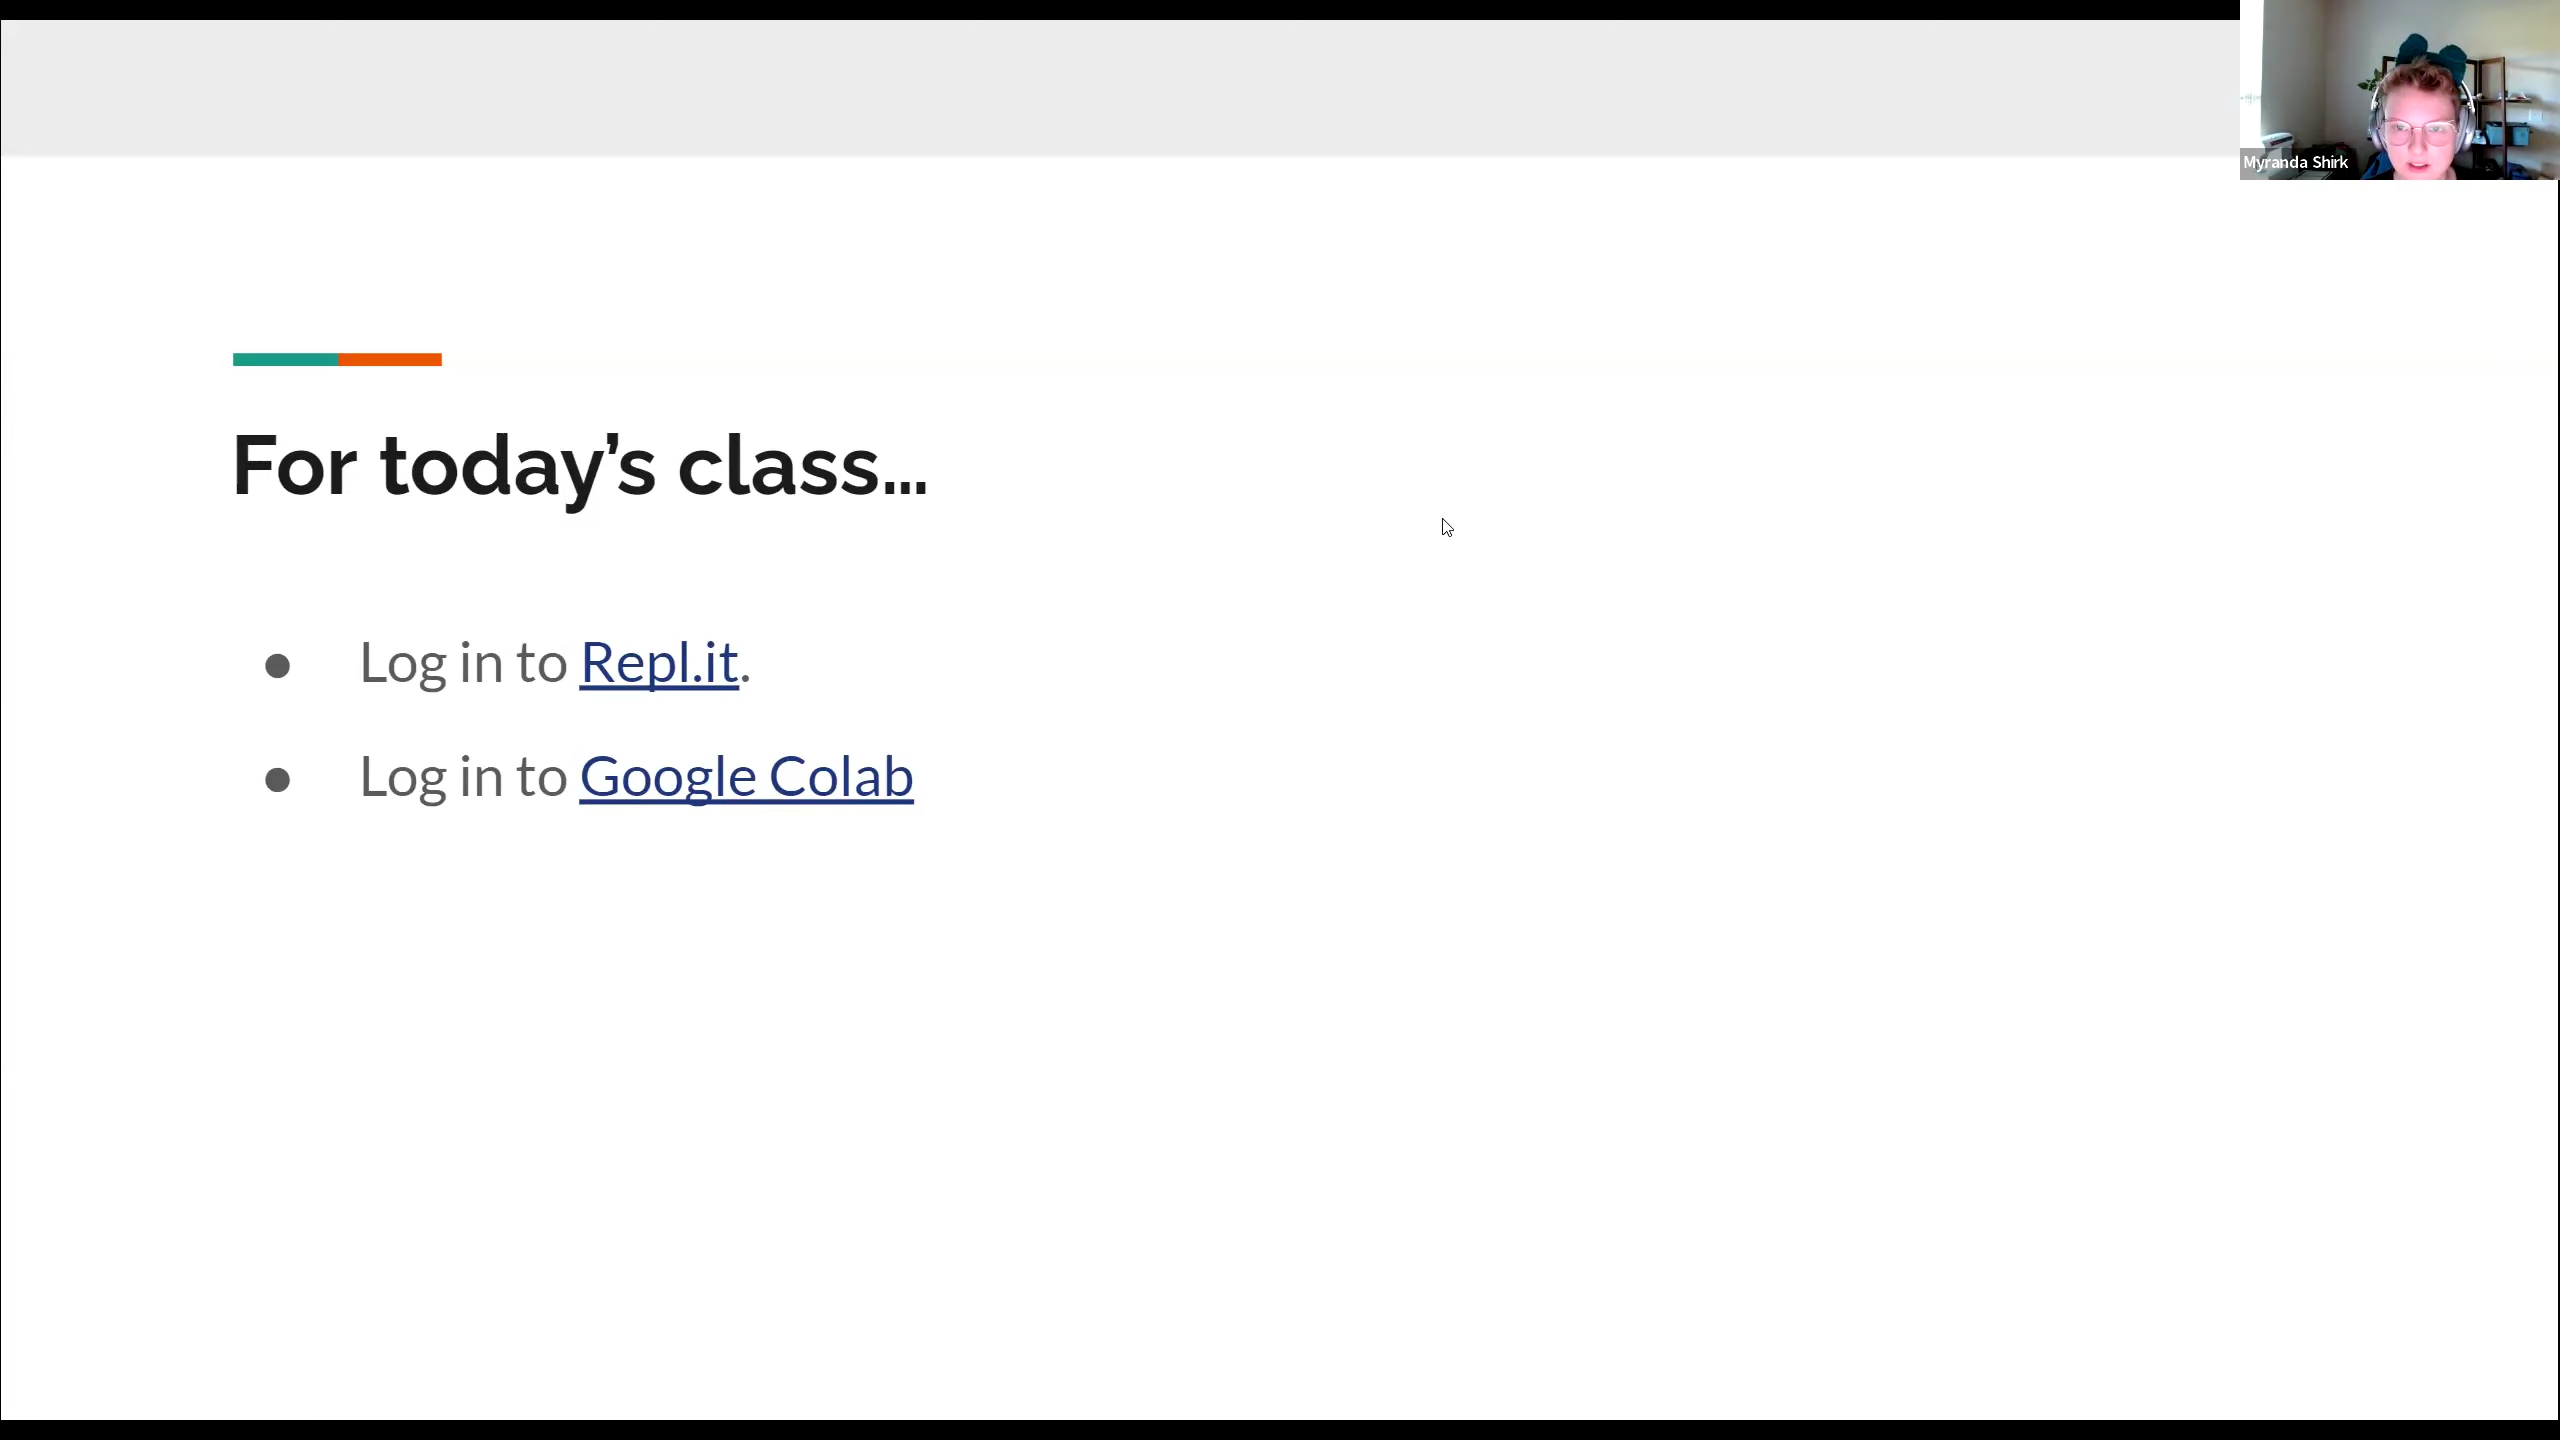 Myranda Shirk
For today’s class…
● Log in to Repl.it.
● Log in to Google Colab